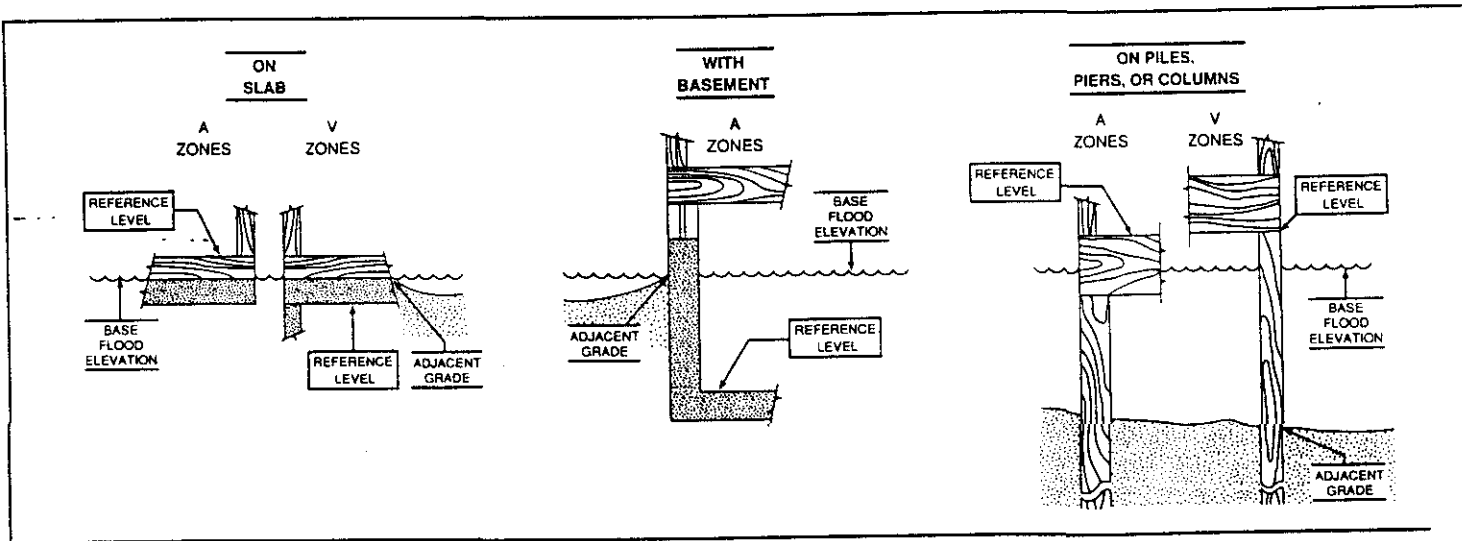 ON
SLAB
A
ZONES
V
ZONES
REFERENCE
LEVEL
BASE
FLOOD
ELEVATION
REFERENCE
LEVEL
ADJACENT
GRADE
WITH
BASEMENT
A
ZONES
BASE
FLOOD
ELEVATION
ADJACENT
GRADE
REFERENCE
LEVEL
ON PILES,
PIERS, OR COLUMNS
A
ZONES
V
ZONES
REFERENCE
LEVEL
REFERENCE
LEVEL
BASE
FLOOD
ELEVATION
ADJACENT
GRADE